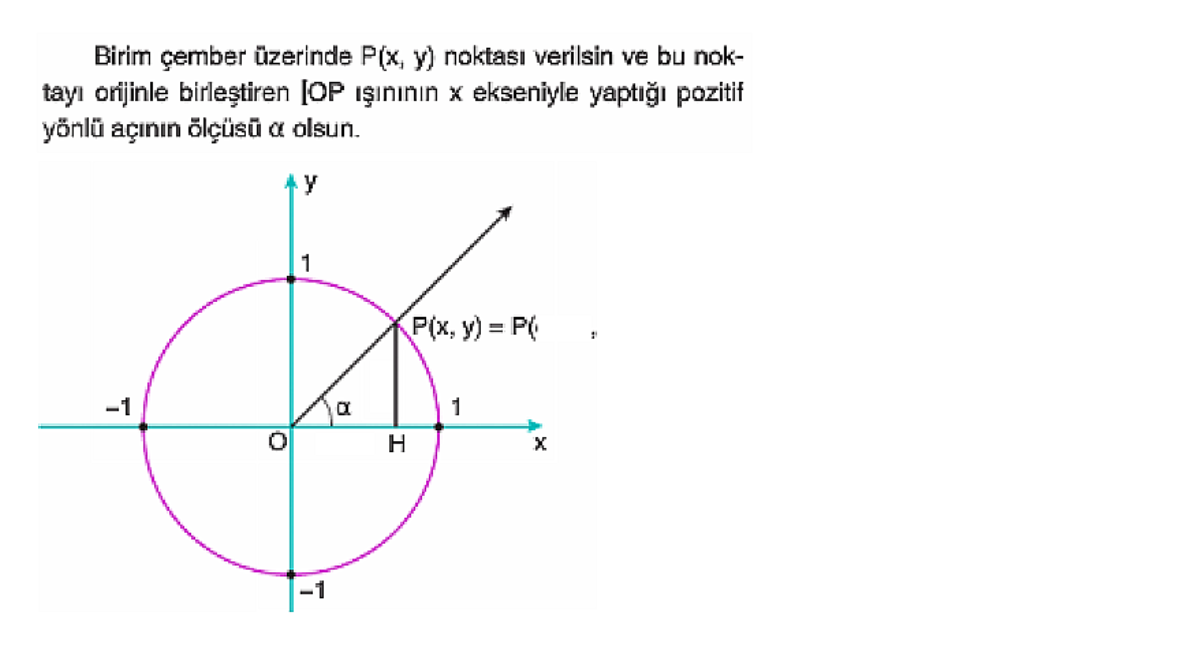 Birim çember üzerinde P(x, y) noktası verilsin ve bu nok-
tayı orijinle birleştiren [OP ışınının x ekseniyle yaptığı pozitif
yönlü açının ölçüsü α olsun.
y
1
P(x, y) = P( ,
–1
α
1
O
H
x
–1